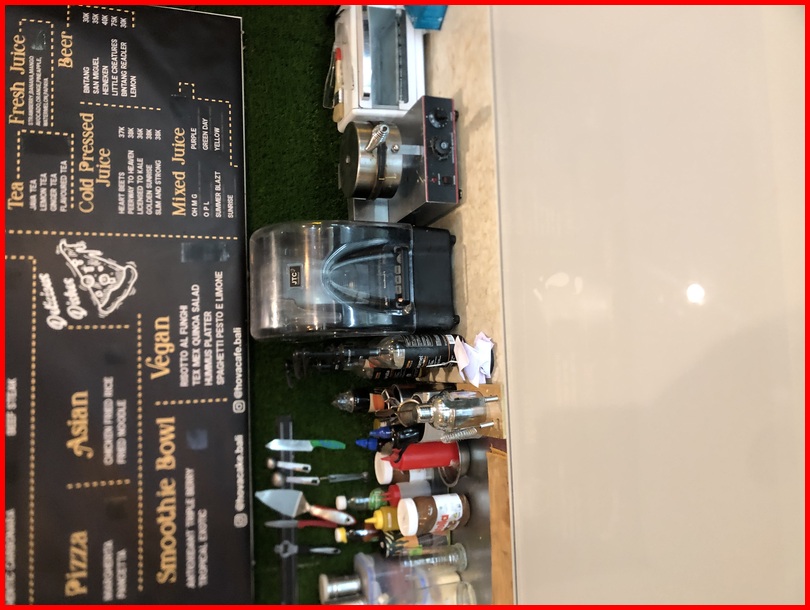 ENTIC CARBONARA
BEEF STEAK
Pizza
MARGHERITA
PANCETTA
Asian
CHICKEN FRIED RICE
FRIED NOODLE
Delicious
Dishes
Smoothie Bowl
ANTIOXIDANT TRIPLE BERRY
TROPICAL EXOTIC
Vegan
RISOTTO AL FUNGHI
TEX MEX QUINOA SALAD
HUMMUS PLATTER
SPAGHETTI PESTO E LIMONE
@hovacake.bali
@hovacafe.bali
Tea
JAVA TEA
LEMON TEA
GINGER TEA
FLAVOURED TEA
Fresh Juice
STRAWBERRY,BANANA,MANGO
AVOCADO,ORANGE,PINEAPPLE,
WATERMELON,PAPAYA
Cold Pressed
Juice
HEART BEETS 37K
PEERWAY TO HEAVEN 38K
LICENSED TO KALE 36K
GOLDEN SUNRISE 38K
SLIM AND STRONG 38K
Beer
BINTANG 30K
SAN MIGUEL 35K
HEINEKEN 40K
LITTLE CREATURES 75K
BINTANG READLER 30K
LEMON
Mixed Juice
OH M G PURPLE
O P L GREEN DAY
SUMMER BLAZT YELLOW
SUNRISE
JTC